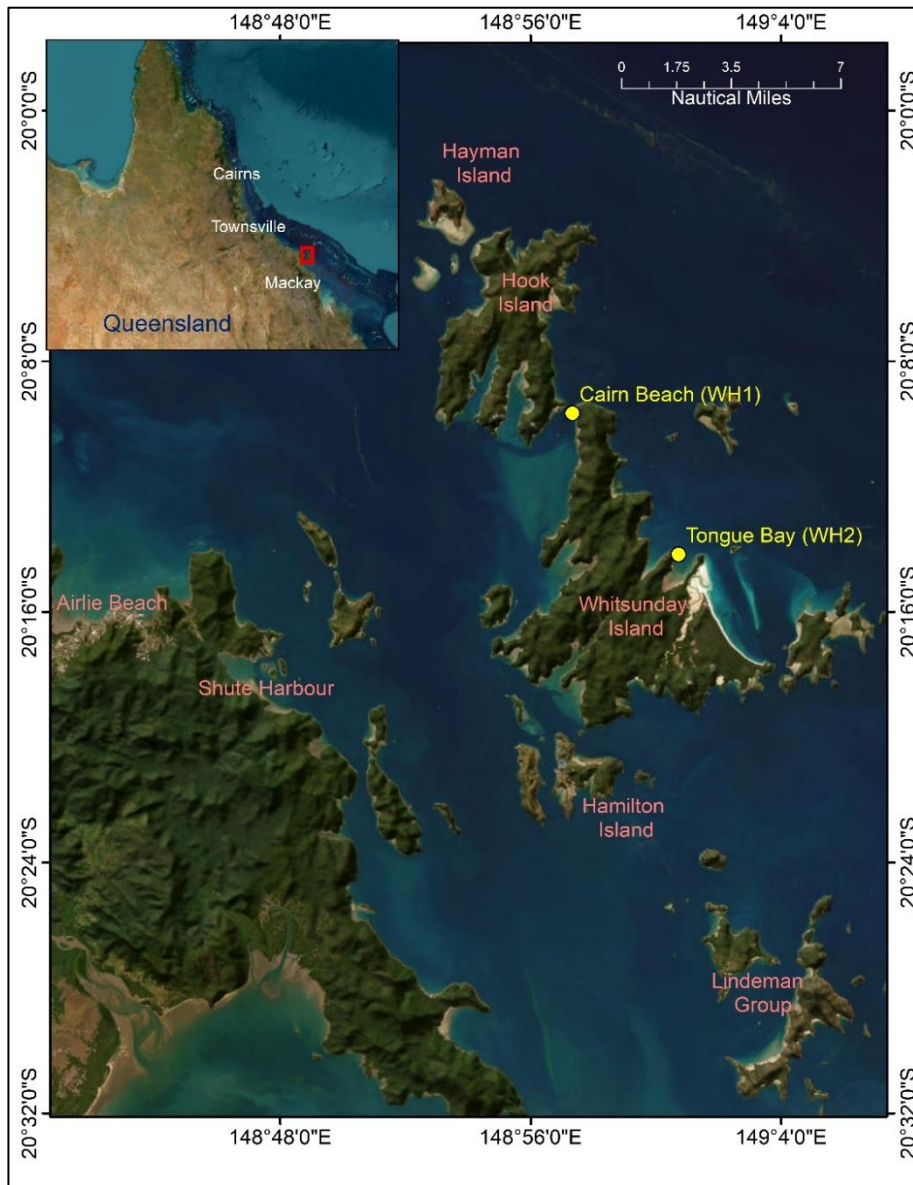 148°48'0"E
148°56'0"E
149°4'0"E
20°0'0"S
20°0'0"S
0
1.75
3.5
7
Nautical Miles
Cairns
Townsville
Mackay
Queensland
Hayman
Island
Hook
Island
20°8'0"S
20°8'0"S
Cairn Beach (WH1)
Tongue Bay (WH2)
Airlie Beach
Whitsunday
Island
20°16'0"S
20°16'0"S
Shute Harbour
Hamilton
Island
20°24'0"S
20°24'0"S
Lindeman
Group
20°32'0"S
20°32'0"S
148°48'0"E
148°56'0"E
149°4'0"E